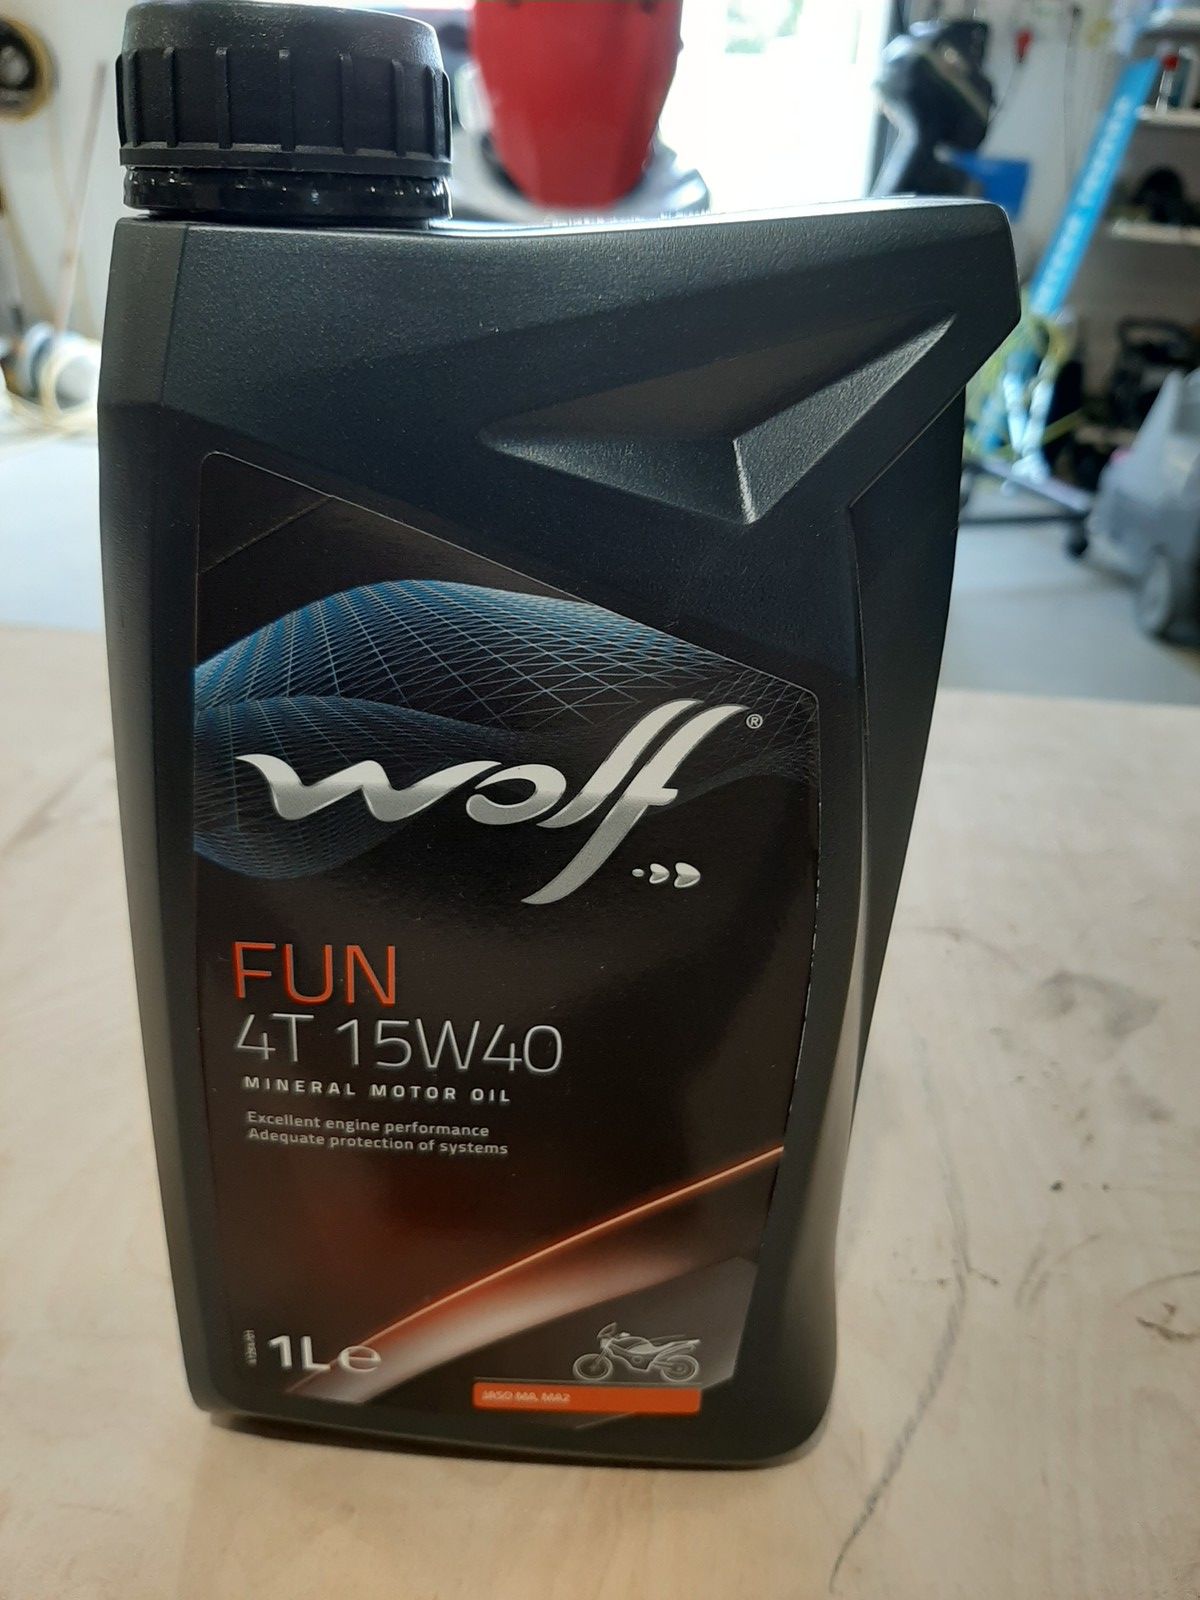 wolf®
FUN
4T 15W40
MINERAL MOTOR OIL
Excellent engine performance
Adequate protection of systems
1L e
JASO MA, MA2